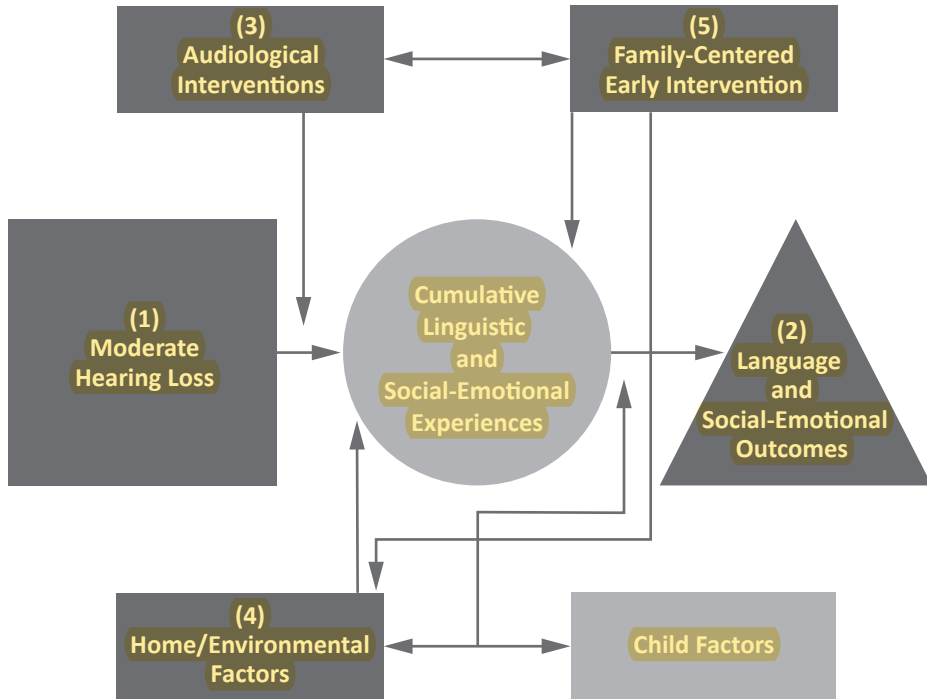 (3)
Audiological
Interventions
(5)
Family-Centered
Early Intervention
(1)
Moderate
Hearing Loss
Cumulative
Linguistic
and
Social-Emotional
Experiences
(2)
Language
and
Social-Emotional
Outcomes
(4)
Home/Environmental
Factors
Child Factors